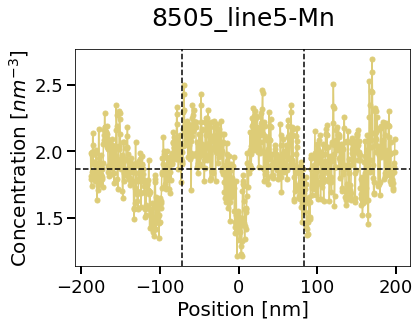 8505_line5-Mn
Concentration [nm⁻³]
2.5
2.0
1.5
−200 −100 0 100 200
Position [nm]